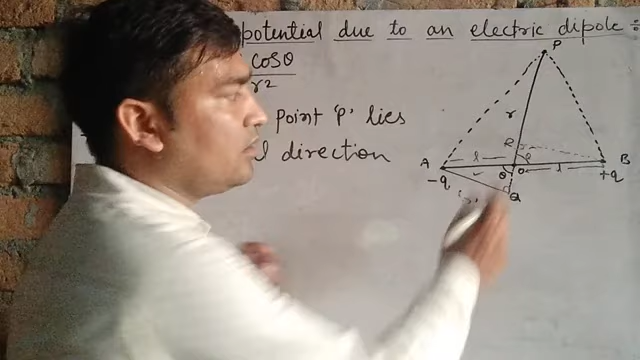 potential due to an electric dipole ÷
cosθ
r²
point 'P' lies
direction
P
r
R
A l θ l B
-q θ O +q
Q